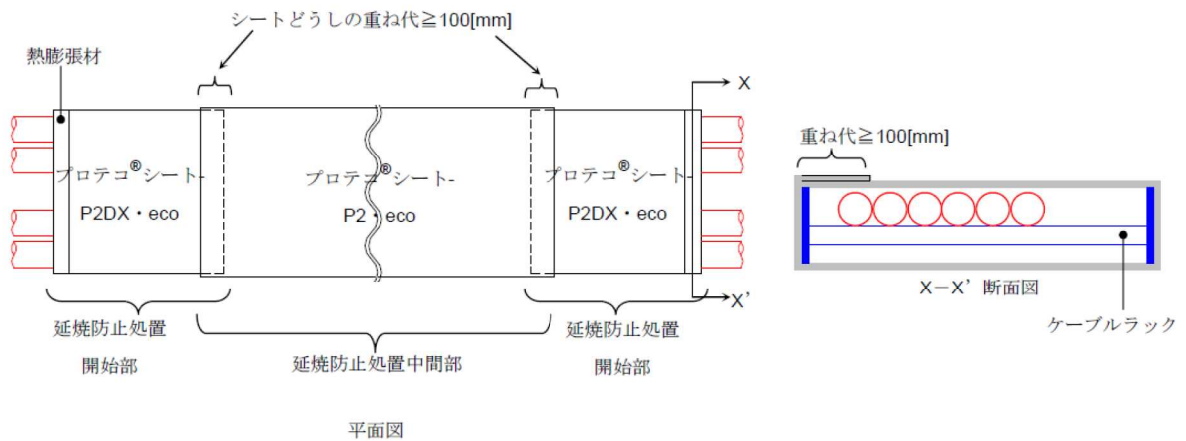 シートどうしの重ね代≧100[mm]
熱膨張材
プロテコ®シート-
P2DX・eco
プロテコ®シート-
P2・eco
プロテコ®シート-
P2DX・eco
X
X’
延焼防止処置
開始部
延焼防止処置中間部
延焼防止処置
開始部
平面図
重ね代≧100[mm]
X－X’ 断面図
ケーブルラック